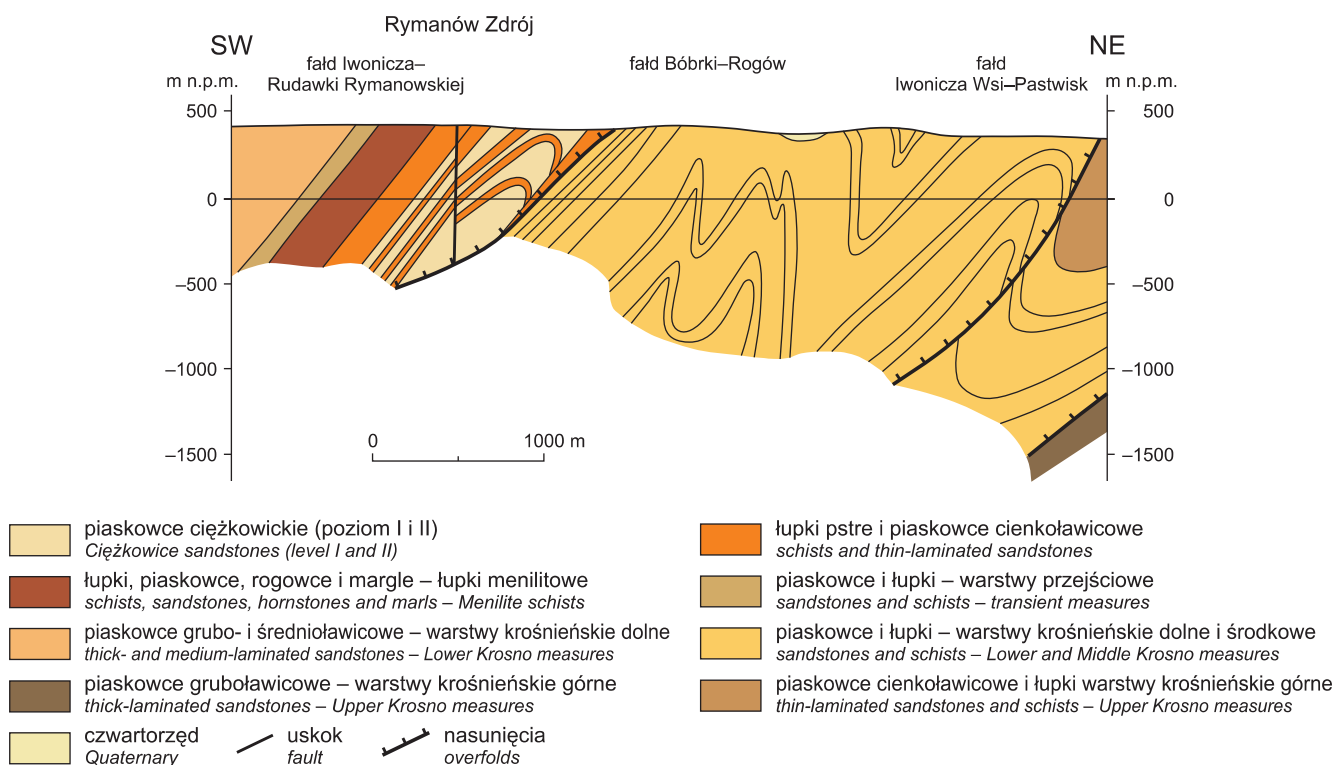 Rymanów Zdrój
SW
NE
fałd Iwonicza–
Rudawki Rymanowskiej
fałd Bóbrki–Rogów
fałd
Iwonicza Wsi–Pastwisk
m n.p.m.
m n.p.m.
500
500
0
0
–500
–500
–1000
–1000
–1500
–1500
0
1000 m
piaskowce ciężkowickie (poziom I i II)
Ciężkowice sandstones (level I and II)
łupki, piaskowce, rogowce i margle – łupki menilitowe
schists, sandstones, hornstones and marls – Menilite schists
piaskowce grubo- i średnioławicowe – warstwy krośnieńskie dolne
thick- and medium-laminated sandstones – Lower Krosno measures
piaskowce gruboławicowe – warstwy krośnieńskie górne
thick-laminated sandstones – Upper Krosno measures
czwartorzęd
Quaternary
uskok
fault
nasunięcia
overfolds
łupki pstre i piaskowce cienkoławicowe
schists and thin-laminated sandstones
piaskowce i łupki – warstwy przejściowe
sandstones and schists – transient measures
piaskowce i łupki – warstwy krośnieńskie dolne i środkowe
sandstones and schists – Lower and Middle Krosno measures
piaskowce cienkoławicowe i łupki warstwy krośnieńskie górne
thin-laminated sandstones and schists – Upper Krosno measures